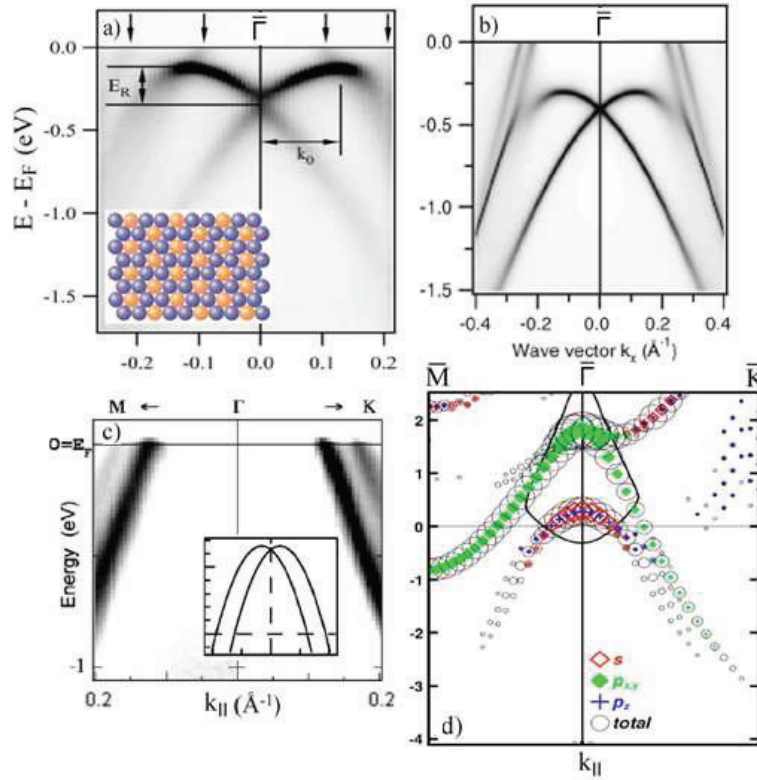 a)
Γ̅
0.0
-0.5
-1.0
-1.5
E - E_F (eV)
E_R
k_0
-0.2 -0.1 0.0 0.1 0.2
b)
Γ̅
0.0
-0.5
-1.0
-1.5
-0.4 -0.2 0.0 0.2 0.4
Wave vector k_x (Å⁻¹)
M Γ K
c)
0=E_F
Energy (eV)
-1
0.2 0.2
k_|| (Å⁻¹)
M̅ Γ̅ K̅
2
1
0
-1
-2
-3
-4
s
p_x,y
p_z
total
d)
k_||